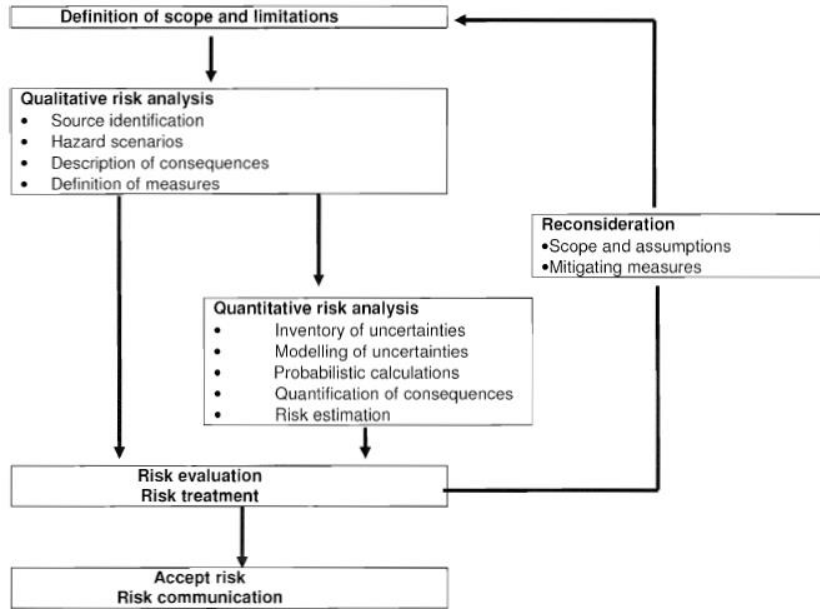 Definition of scope and limitations
Qualitative risk analysis
• Source identification
• Hazard scenarios
• Description of consequences
• Definition of measures
Reconsideration
•Scope and assumptions
•Mitigating measures
Quantitative risk analysis
• Inventory of uncertainties
• Modelling of uncertainties
• Probabilistic calculations
• Quantification of consequences
• Risk estimation
Risk evaluation
Risk treatment
Accept risk
Risk communication